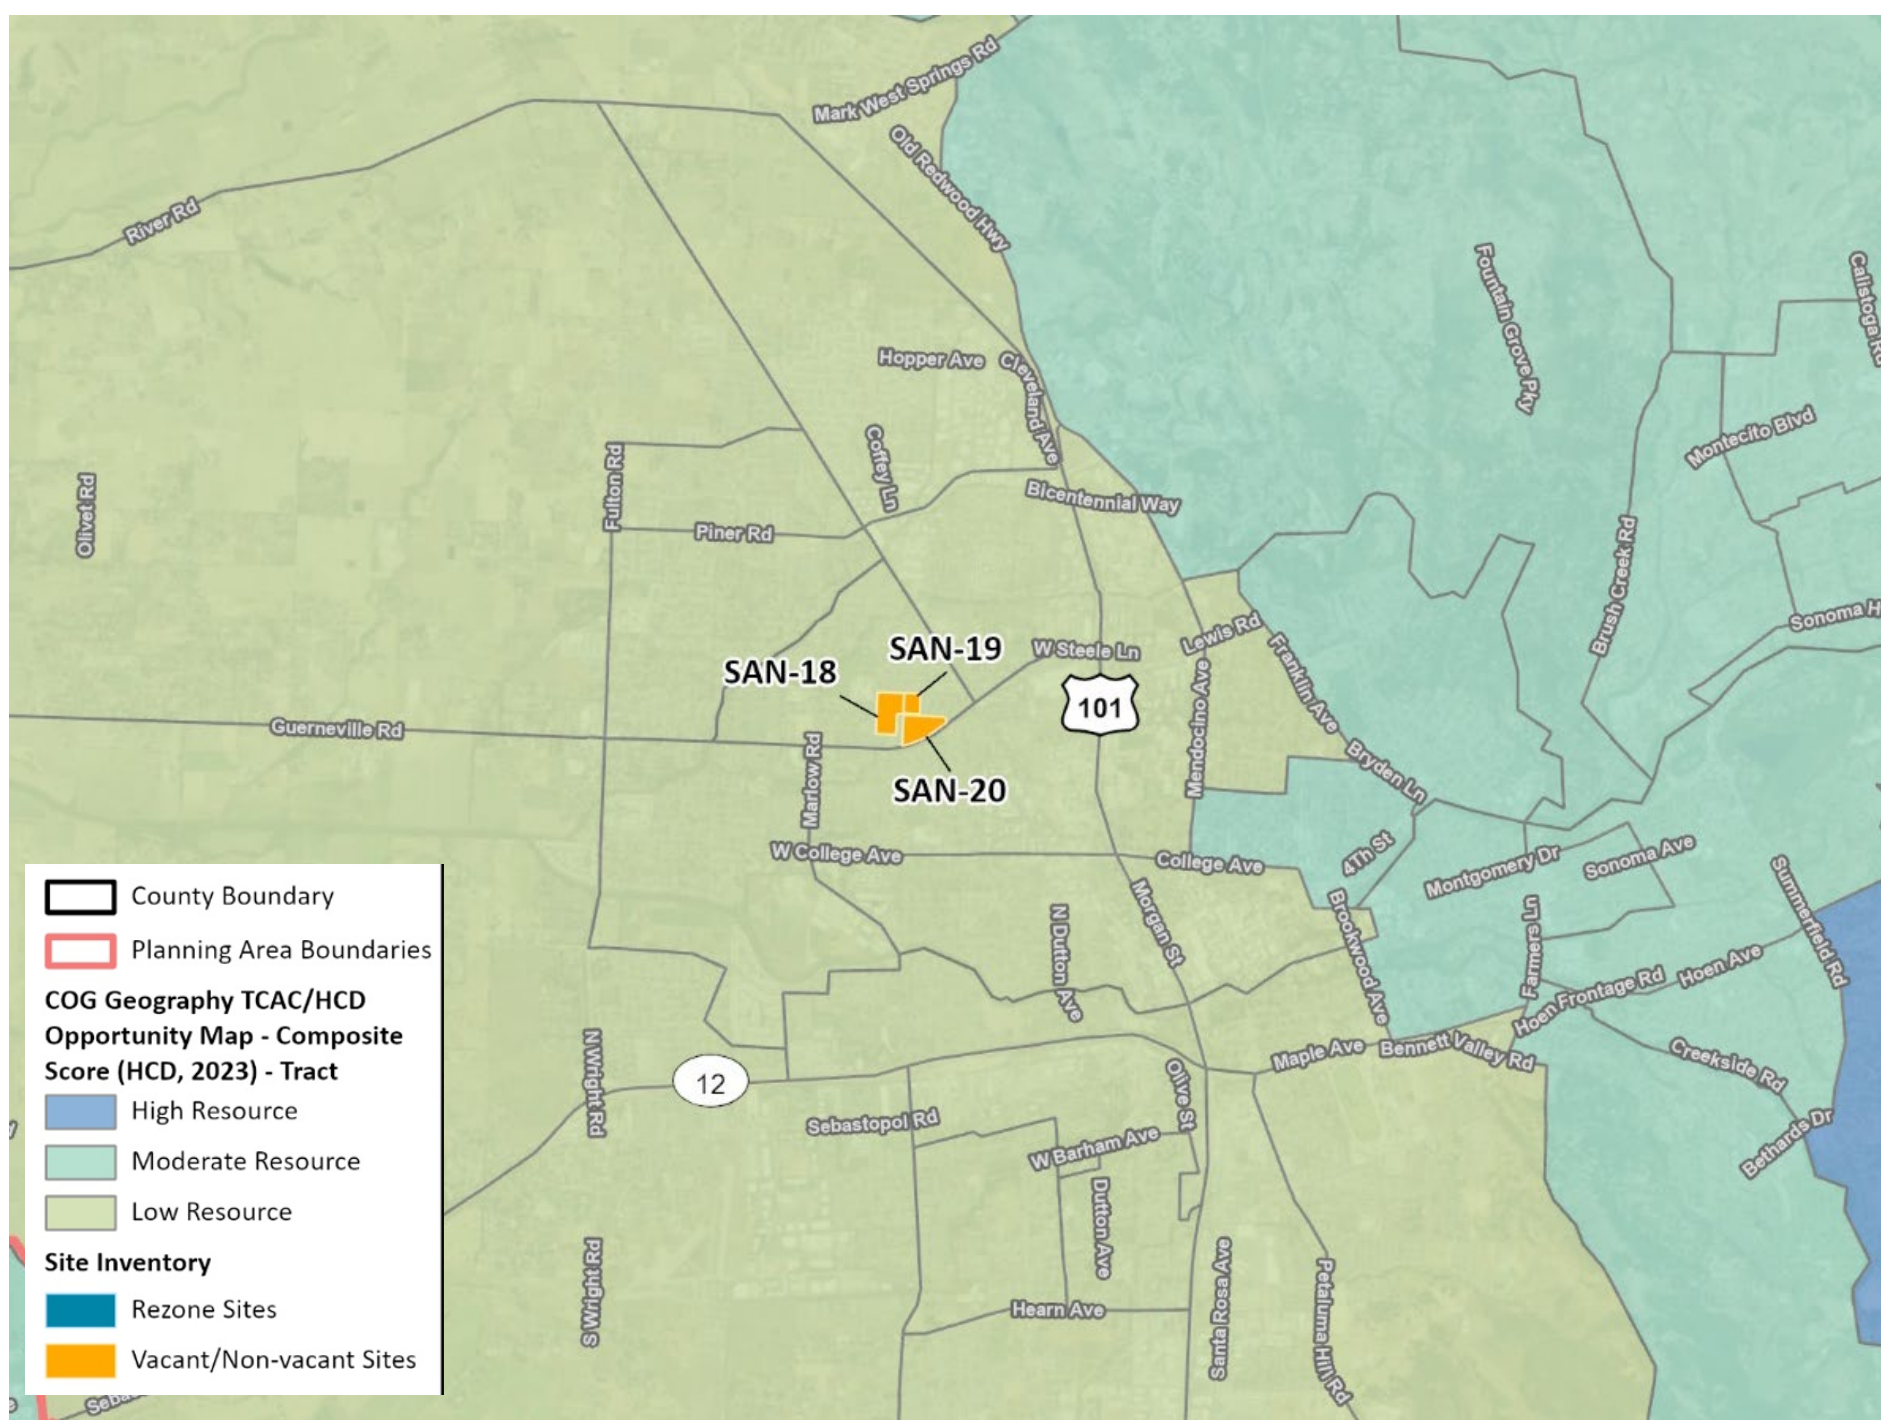 Mark West Springs Rd
Old Redwood Hwy
River Rd
Fountain Grove Pky
Calistoga Rd
Hopper Ave
Cleveland Ave
Coffey Ln
Montecito Blvd
Olivet Rd
Fulton Rd
Bicentennial Way
Piner Rd
Brush Creek Rd
Sonoma H
Lewis Rd
Franklin Ave
W Steele Ln
SAN-19
SAN-18
101
Mendocino Ave
Guerneville Rd
Marlow Rd
SAN-20
Bryden Ln
W College Ave
College Ave
4Th St
Montgomery Dr
Sonoma Ave
Summerfield Rd
Morgan St
N Dutton Ave
Brookwood Ave
Farmers Ln
Hoen Frontage Rd
Hoen Ave
N Wright Rd
12
Maple Ave
Bennett Valley Rd
Creekside Rd
Olive St
Sebastopol Rd
W Barham Ave
Bethards Dr
Dutton Ave
S Wright Rd
Hearn Ave
Santa Rosa Ave
Petaluma Hill Rd
County Boundary
Planning Area Boundaries
COG Geography TCAC/HCD
Opportunity Map - Composite
Score (HCD, 2023) - Tract
High Resource
Moderate Resource
Low Resource
Site Inventory
Rezone Sites
Vacant/Non-vacant Sites